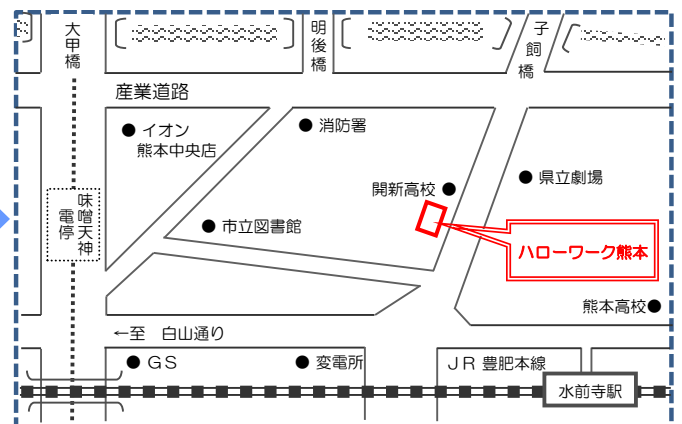 大甲橋
明後橋
子飼橋
産業道路
● イオン
熊本中央店
● 消防署
開新高校 ●
● 県立劇場
味噌天神
電停
● 市立図書館
ハローワーク熊本
熊本高校●
←至 白山通り
● GS
● 変電所
JR 豊肥本線
水前寺駅